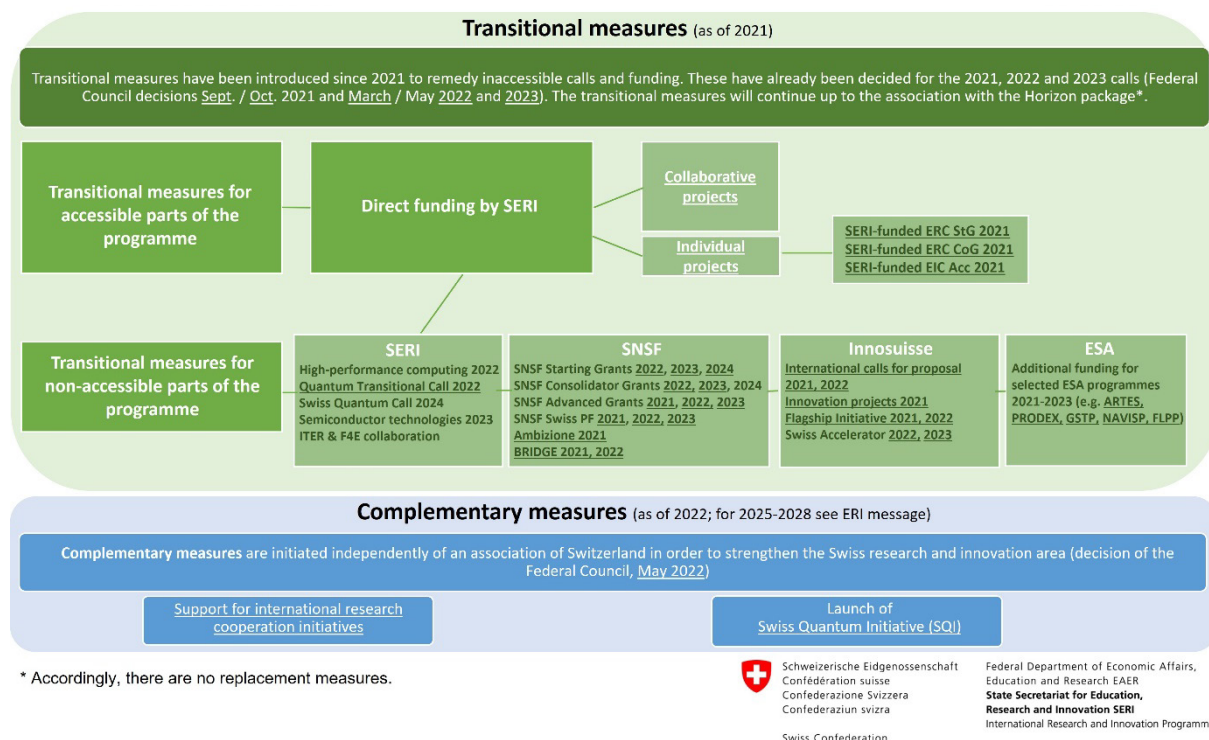 Transitional measures (as of 2021)
Transitional measures have been introduced since 2021 to remedy inaccessible calls and funding. These have already been decided for the 2021, 2022 and 2023 calls (Federal
Council decisions Sept. / Oct. 2021 and March / May 2022 and 2023). The transitional measures will continue up to the association with the Horizon package*.
Transitional measures for
accessible parts of the
programme
Direct funding by SERI
Collaborative
projects
Individual
projects
SERI-funded ERC StG 2021
SERI-funded ERC CoG 2021
SERI-funded EIC Acc 2021
Transitional measures for
non-accessible parts of the
programme
SERI
High-performance computing 2022
Quantum Transitional Call 2022
Swiss Quantum Call 2024
Semiconductor technologies 2023
ITER & F4E collaboration
SNSF
SNSF Starting Grants 2022, 2023, 2024
SNSF Consolidator Grants 2022, 2023, 2024
SNSF Advanced Grants 2021, 2022, 2023
SNSF Swiss PF 2021, 2022, 2023
Ambizione 2021
BRIDGE 2021, 2022
Innosuisse
International calls for proposal
2021, 2022
Innovation projects 2021
Flagship Initiative 2021, 2022
Swiss Accelerator 2022, 2023
ESA
Additional funding for
selected ESA programmes
2021-2023 (e.g. ARTES,
PRODEX, GSTP, NAVISP, FLPP)
Complementary measures (as of 2022; for 2025-2028 see ERI message)
Complementary measures are initiated independently of an association of Switzerland in order to strengthen the Swiss research and innovation area (decision of the
Federal Council, May 2022)
Support for international research
cooperation initiatives
Launch of
Swiss Quantum Initiative (SQI)
* Accordingly, there are no replacement measures.
Schweizerische Eidgenossenschaft
Confédération suisse
Confederazione Svizzera
Confederaziun svizra
Swiss Confederation
Federal Department of Economic Affairs,
Education and Research EAER
State Secretariat for Education,
Research and Innovation SERI
International Research and Innovation Programm